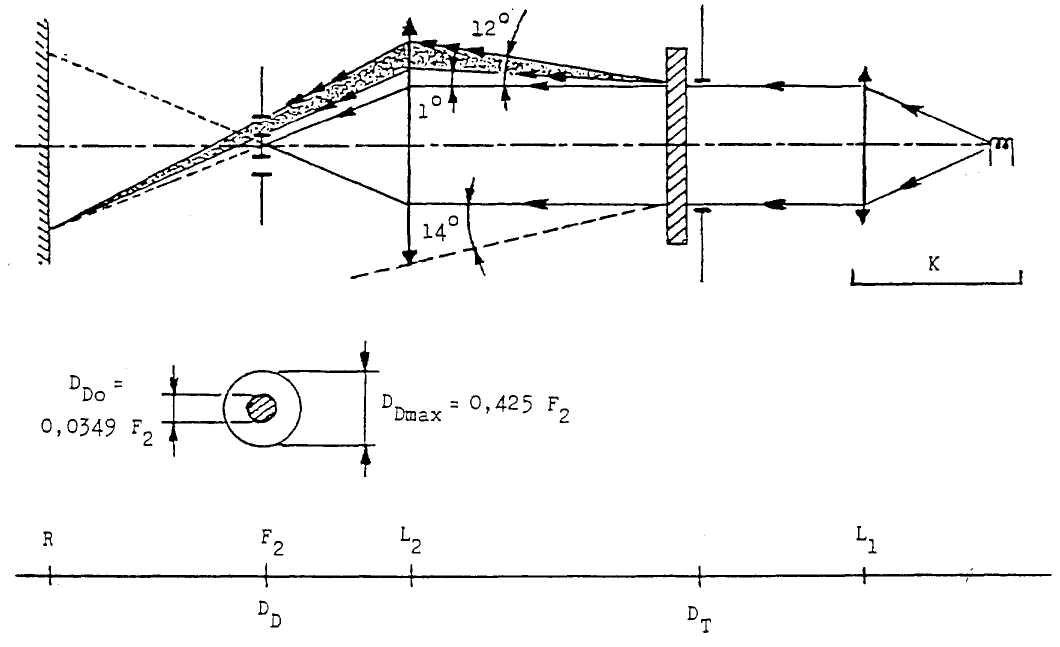 12°
1°
14°
K
D_Do =
0,0349 F_2
D_Dmax = 0,425 F_2
R F_2 L_2 L_1
D_D D_T